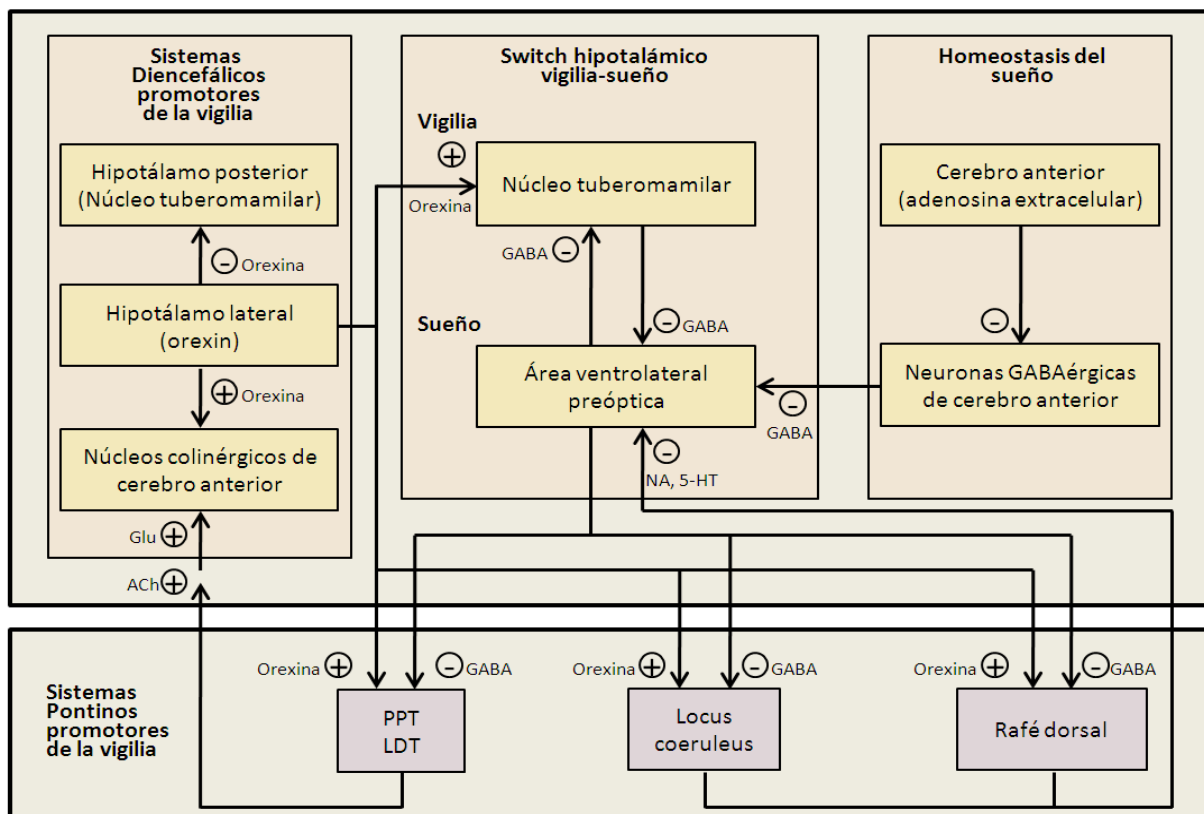 Sistemas
Diencefálicos
promotores
de la vigilia
Hipotálamo posterior
(Núcleo tuberomamilar)
− Orexina
Hipotálamo lateral
(orexin)
+ Orexina
Núcleos colinérgicos de
cerebro anterior
Glu +
ACh +
Switch hipotalámico
vigilia-sueño
Vigilia
+
Orexina
Núcleo tuberomamilar
GABA −
− GABA
Sueño
Área ventrolateral
preóptica
−
GABA
−
NA, 5-HT
Homeostasis del
sueño
Cerebro anterior
(adenosina extracelular)
−
Neuronas GABAérgicas
de cerebro anterior
Sistemas
Pontinos
promotores
de la vigilia
Orexina +
− GABA
PPT
LDT
Orexina +
− GABA
Locus
coeruleus
Orexina +
− GABA
Rafé dorsal